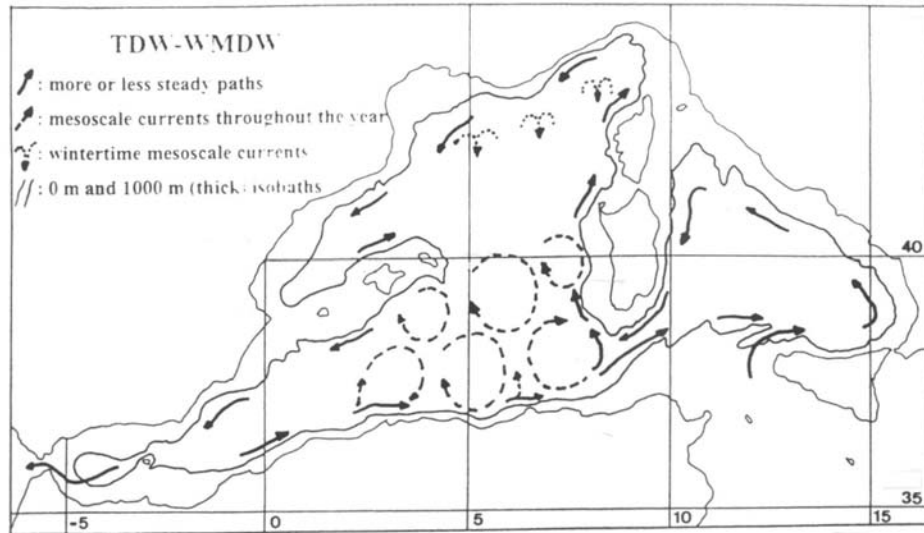 TDW-WMDW
: more or less steady paths
: mesoscale currents throughout the year
: wintertime mesoscale currents
: 0 m and 1000 m (thick) isobaths
40
35
-5
0
5
10
15